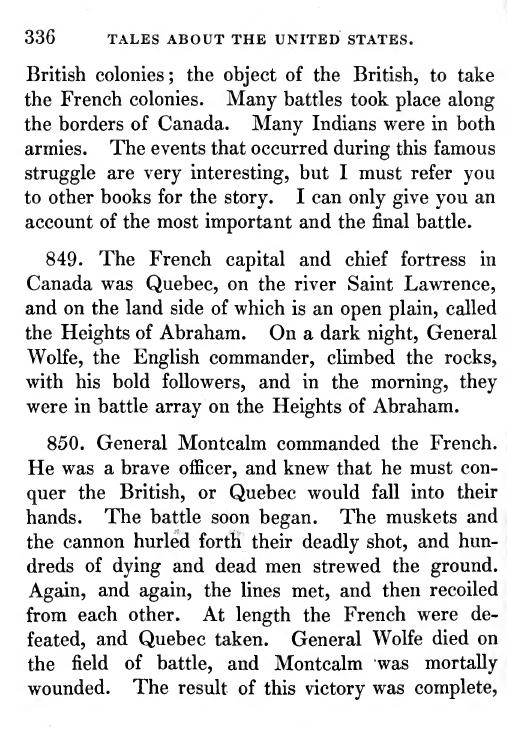 336 TALES ABOUT THE UNITED STATES.
British colonies; the object of the British, to take
the French colonies. Many battles took place along
the borders of Canada. Many Indians were in both
armies. The events that occurred during this famous
struggle are very interesting, but I must refer you
to other books for the story. I can only give you an
account of the most important and the final battle.
849. The French capital and chief fortress in
Canada was Quebec, on the river Saint Lawrence,
and on the land side of which is an open plain, called
the Heights of Abraham. On a dark night, General
Wolfe, the English commander, climbed the rocks,
with his bold followers, and in the morning, they
were in battle array on the Heights of Abraham.
850. General Montcalm commanded the French.
He was a brave officer, and knew that he must con-
quer the British, or Quebec would fall into their
hands. The battle soon began. The muskets and
the cannon hurled forth their deadly shot, and hun-
dreds of dying and dead men strewed the ground.
Again, and again, the lines met, and then recoiled
from each other. At length the French were de-
feated, and Quebec taken. General Wolfe died on
the field of battle, and Montcalm was mortally
wounded. The result of this victory was complete,